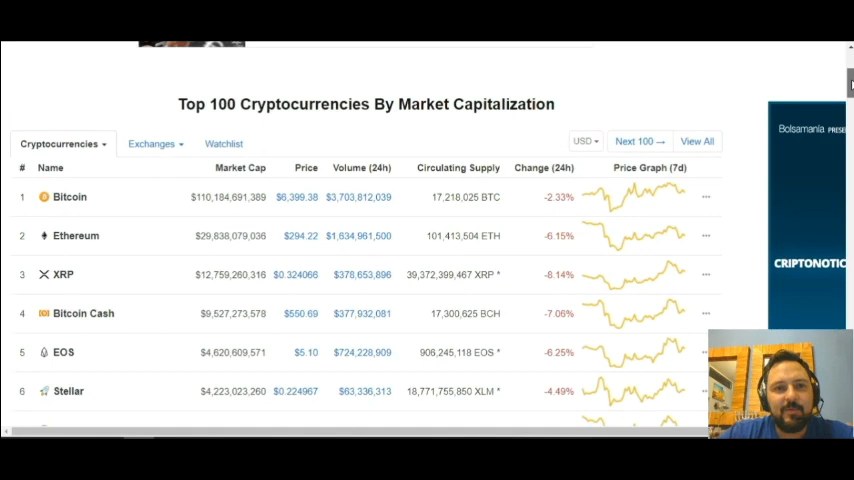 Top 100 Cryptocurrencies By Market Capitalization
Cryptocurrencies Exchanges Watchlist USD Next 100 → View All
# Name Market Cap Price Volume (24h) Circulating Supply Change (24h) Price Graph (7d)
1 Bitcoin $110,184,691,389 $6,399.38 $3,703,812,039 17,218,025 BTC -2.33%
2 Ethereum $29,838,079,036 $294.22 $1,634,961,500 101,413,504 ETH -6.15%
3 XRP $12,759,260,316 $0.324066 $378,653,896 39,372,399,467 XRP * -8.14%
4 Bitcoin Cash $9,527,273,578 $550.69 $377,932,081 17,300,625 BCH -7.06%
5 EOS $4,620,609,571 $5.10 $724,228,909 906,245,118 EOS * -6.25%
6 Stellar $4,223,023,260 $0.224967 $63,336,313 18,771,755,850 XLM * -4.49%
Bolsamanía PRESE
CRIPTONOTIC